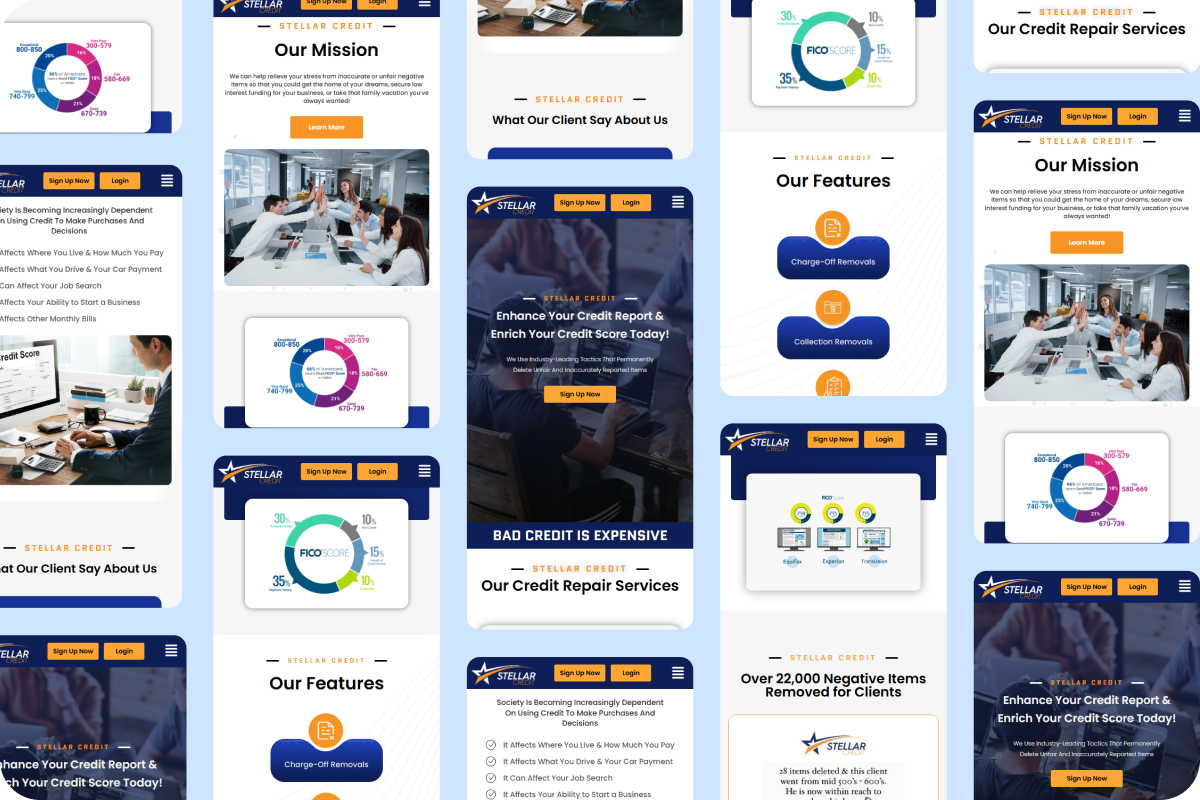 Exceptional
800-850
Very Poor
300-579
20%
16%
66% of Americans
have a Good FICO® Score
or better
18%
Fair
580-669
Very Good
740-799
25%
21%
Good
670-739
Sign Up Now
Login
ELLAR
CREDIT
iety Is Becoming Increasingly Dependent
n Using Credit To Make Purchases And
Decisions
Affects Where You Live & How Much You Pay
Affects What You Drive & Your Car Payment
Can Affect Your Job Search
Affects Your Ability to Start a Business
Affects Other Monthly Bills
redit Score
STELLAR CREDIT
at Our Client Say About Us
ELLAR
CREDIT
Sign Up Now
Login
STELLAR CREDIT
hance Your Credit Report &
ch Your Credit Score Today!
CREDIT
Sign Up Now
Login
STELLAR CREDIT
Our Mission
We can help relieve your stress from inaccurate or unfair negative
items so that you could get the home of your dreams, secure low
interest funding for your business, or take that family vacation you've
always wanted!
Learn More
Exceptional
800-850
Very Poor
300-579
20%
16%
66% of Americans
have a Good FICO® Score
or better
18%
Fair
580-669
Very Good
740-799
25%
21%
Good
670-739
STELLAR
CREDIT
Sign Up Now
Login
30%
10%
FICO SCORE
15%
35%
Payment History
10%
STELLAR CREDIT
Our Features
Charge-Off Removals
STELLAR CREDIT
What Our Client Say About Us
STELLAR
CREDIT
Sign Up Now
Login
STELLAR CREDIT
Enhance Your Credit Report &
Enrich Your Credit Score Today!
We Use Industry-Leading Tactics That Permanently
Delete Unfair And Inaccurately Reported Items
Sign Up Now
BAD CREDIT IS EXPENSIVE
STELLAR CREDIT
Our Credit Repair Services
STELLAR
CREDIT
Sign Up Now
Login
Society Is Becoming Increasingly Dependent
On Using Credit To Make Purchases And
Decisions
It Affects Where You Live & How Much You Pay
It Affects What You Drive & Your Car Payment
It Can Affect Your Job Search
It Affects Your Ability to Start a Business
30%
10%
FICO SCORE
15%
35%
Payment History
10%
STELLAR CREDIT
Our Features
Charge-Off Removals
Collection Removals
STELLAR
CREDIT
Sign Up Now
Login
FICO Score
Equifax
Experian
TransUnion
STELLAR CREDIT
Over 22,000 Negative Items
Removed for Clients
STELLAR
CREDIT
28 items deleted & this client
went from mid 500's - 600's.
He is now within reach to
STELLAR CREDIT
Our Credit Repair Services
STELLAR
CREDIT
Sign Up Now
Login
STELLAR CREDIT
Our Mission
We can help relieve your stress from inaccurate or unfair negative
items so that you could get the home of your dreams, secure low
interest funding for your business, or take that family vacation you've
always wanted!
Learn More
Exceptional
800-850
Very Poor
300-579
20%
16%
66% of Americans
have a Good FICO® Score
or better
18%
Fair
580-669
Very Good
740-799
25%
21%
Good
670-739
STELLAR
CREDIT
Sign Up Now
Login
STELLAR CREDIT
Enhance Your Credit Report &
Enrich Your Credit Score Today!
We Use Industry-Leading Tactics That Permanently
Delete Unfair And Inaccurately Reported Items
Sign Up Now